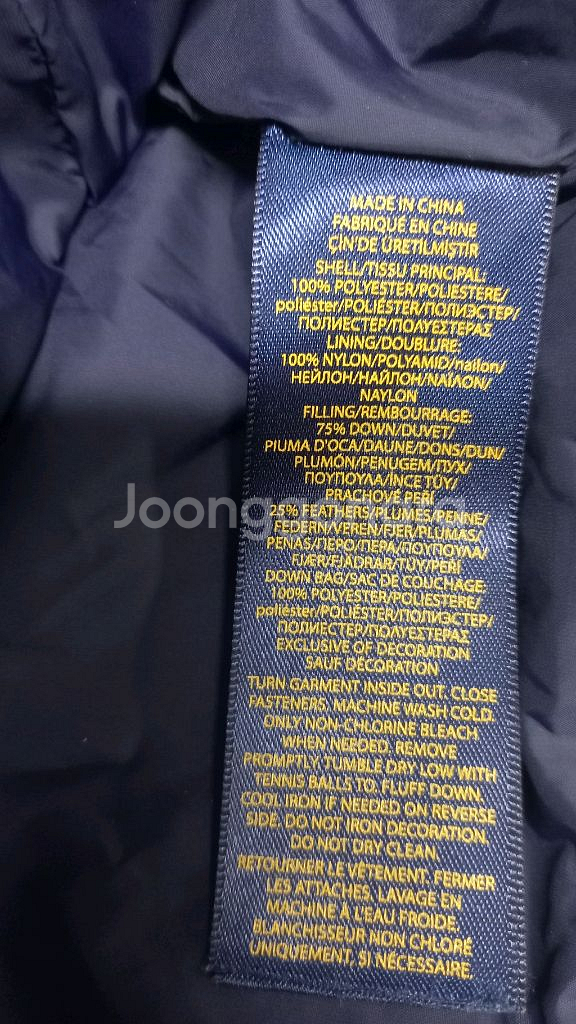 MADE IN CHINA
FABRIQUÉ EN CHINE
ÇİN'DE ÜRETİLMİŞTİR
SHELL/TISSU PRINCIPAL:
100% POLYESTER/POLIESTERE/
poliéster/POLIÉSTER/ПОЛИЭСТЕР/
ПОЛИЕСТЕР/ΠΟΛΥΕΣΤΕΡΑΣ
LINING/DOUBLURE:
100% NYLON/POLYAMID/nailon/
НЕЙЛОН/НАЙЛОН/ΝΑΪΛΟΝ/
NAYLON
FILLING/REMBOURRAGE:
75% DOWN/DUVET/
PIUMA D'OCA/DAUNE/DONS/DUN/
PLUMÓN/PENUGEM/ПУХ/
ΠΟΥΠΟΥΛΑ/İNCE TÜY/
PRACHOVÉ PEŘÍ
25% FEATHERS/PLUMES/PENNE/
FEDERN/VEREN/FJER/PLUMAS/
PENAS/ПЕРО/ПЕРА/ΠΟΥΠΟΥΛΑ/
FJÆR/FJÄDRAR/TÜY/PEŘÍ
DOWN BAG/SAC DE COUCHAGE:
100% POLYESTER/POLIESTERE/
poliéster/POLIÉSTER/ПОЛИЭСТЕР/
ПОЛИЕСТЕР/ΠΟΛΥΕΣΤΕΡΑΣ
EXCLUSIVE OF DECORATION
SAUF DÉCORATION
TURN GARMENT INSIDE OUT. CLOSE
FASTENERS. MACHINE WASH COLD.
ONLY NON-CHLORINE BLEACH
WHEN NEEDED. REMOVE
PROMPTLY. TUMBLE DRY LOW WITH
TENNIS BALLS TO FLUFF DOWN.
COOL IRON IF NEEDED ON REVERSE
SIDE. DO NOT IRON DECORATION.
DO NOT DRY CLEAN.
RETOURNER LE VÊTEMENT. FERMER
LES ATTACHES. LAVAGE EN
MACHINE À L'EAU FROIDE.
BLANCHISSEUR NON CHLORÉ
UNIQUEMENT, SI NÉCESSAIRE.